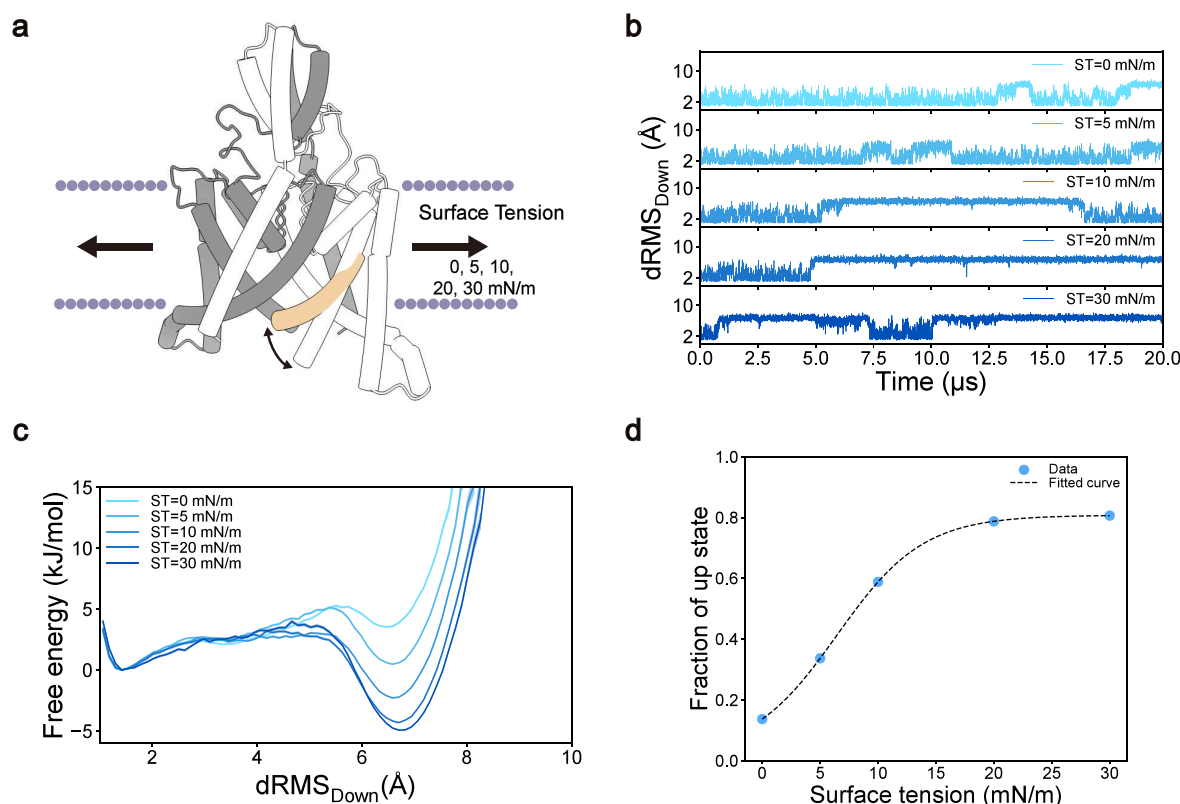 a
Surface Tension
0, 5, 10,
20, 30 mN/m
b
dRMS_Down (Å)
10
2
ST=0 mN/m
10
2
ST=5 mN/m
10
2
ST=10 mN/m
10
2
ST=20 mN/m
10
2
ST=30 mN/m
0.0 2.5 5.0 7.5 10.0 12.5 15.0 17.5 20.0
Time (μs)
c
Free energy (kJ/mol)
15
10
5
0
−5
ST=0 mN/m
ST=5 mN/m
ST=10 mN/m
ST=20 mN/m
ST=30 mN/m
2 4 6 8 10
dRMS_Down(Å)
d
Fraction of up state
1.0
0.8
0.6
0.4
0.2
0.0
Data
Fitted curve
0 5 10 15 20 25 30
Surface tension (mN/m)